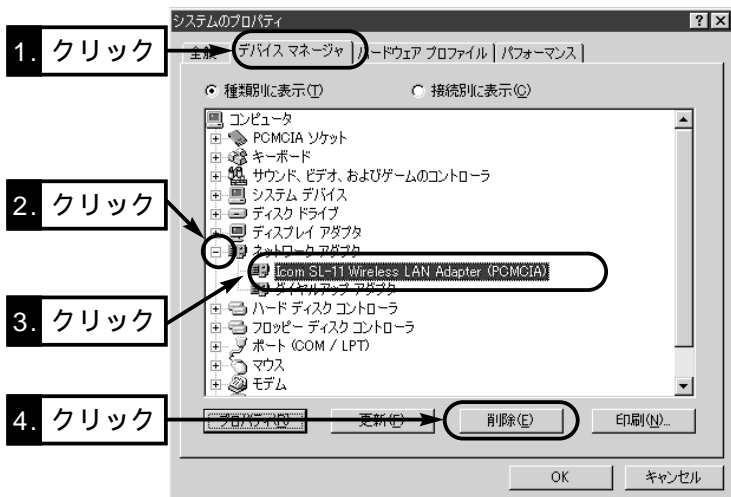 システムのプロパティ
1. クリック
全般 デバイス マネージャ ハードウェア プロファイル パフォーマンス
種類別に表示(T) 接続別に表示(C)
コンピュータ
PCMCIA ソケット
キーボード
サウンド、ビデオ、およびゲームのコントローラ
システム デバイス
2. クリック
ディスク ドライブ
ディスプレイ アダプタ
ネットワーク アダプタ
Icom SL-11 Wireless LAN Adapter (PCMCIA)
ダイヤルアップ アダプタ
ハード ディスク コントローラ
3. クリック
フロッピー ディスク コントローラ
ポート (COM / LPT)
マウス
モデム
4. クリック
プロパティ(R) 更新(F) 削除(E) 印刷(N)...
OK キャンセル